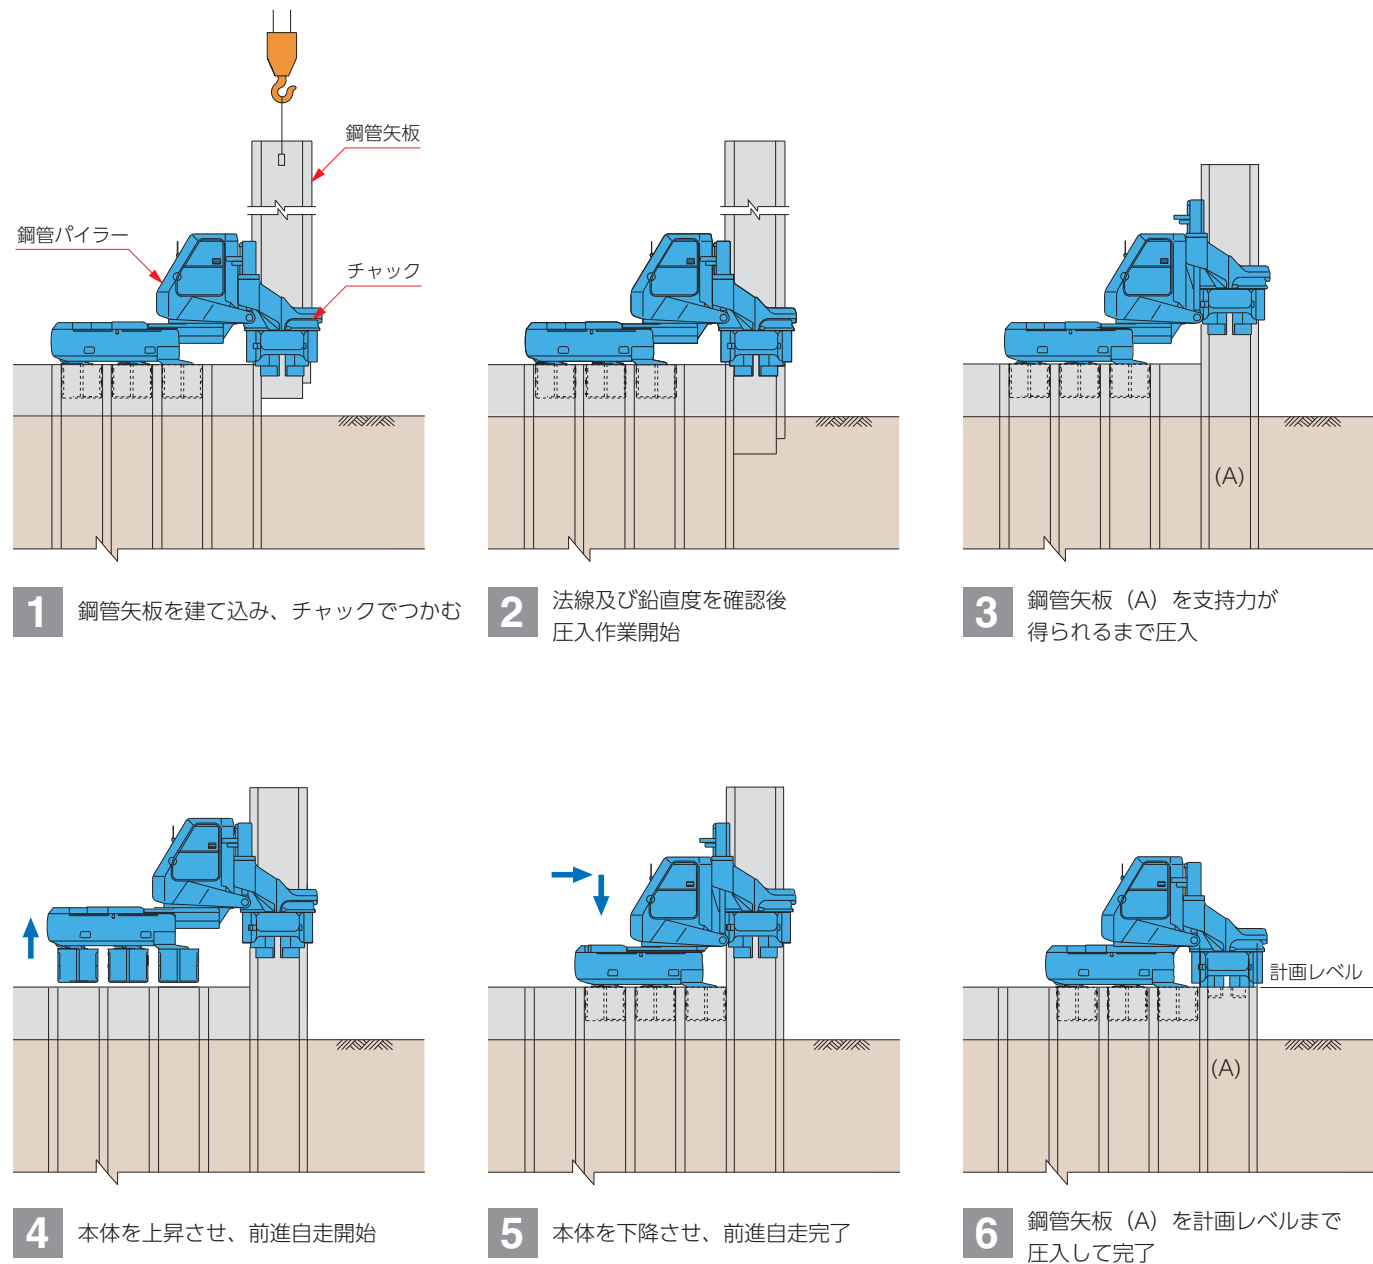 鋼管矢板
鋼管パイラー
チャック
(A)
1 鋼管矢板を建て込み、チャックでつかむ
2 法線及び鉛直度を確認後
圧入作業開始
3 鋼管矢板（A）を支持力が
得られるまで圧入
計画レベル
(A)
4 本体を上昇させ、前進自走開始
5 本体を下降させ、前進自走完了
6 鋼管矢板（A）を計画レベルまで
圧入して完了